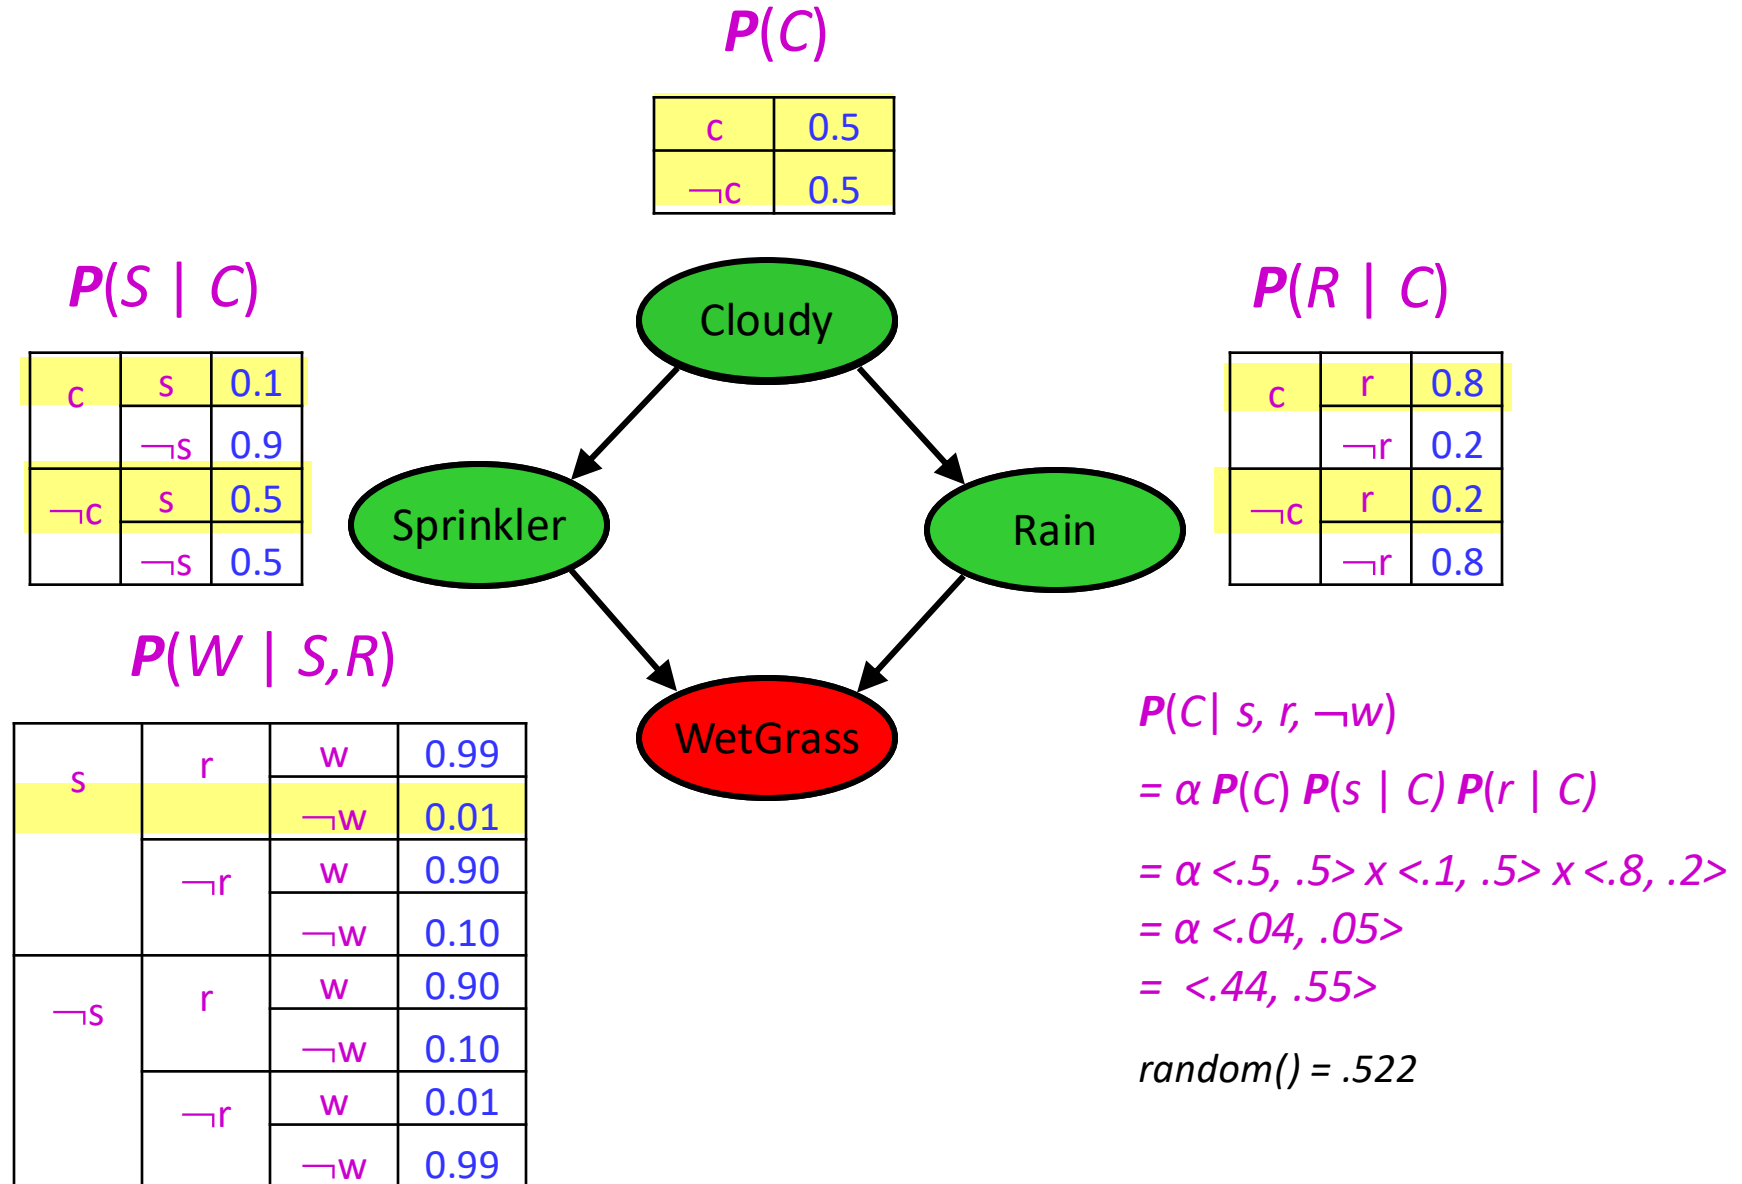 P(C)
c 0.5
¬c 0.5
P(S | C)
c s 0.1
¬s 0.9
¬c s 0.5
¬s 0.5
Cloudy
P(R | C)
c r 0.8
¬r 0.2
¬c r 0.2
¬r 0.8
Sprinkler
Rain
WetGrass
P(W | S,R)
s r w 0.99
¬w 0.01
¬r w 0.90
¬w 0.10
¬s r w 0.90
¬w 0.10
¬r w 0.01
¬w 0.99
P(C| s, r, ¬w)
= α P(C) P(s | C) P(r | C)
= α <.5, .5> x <.1, .5> x <.8, .2>
= α <.04, .05>
= <.44, .55>
random() = .522